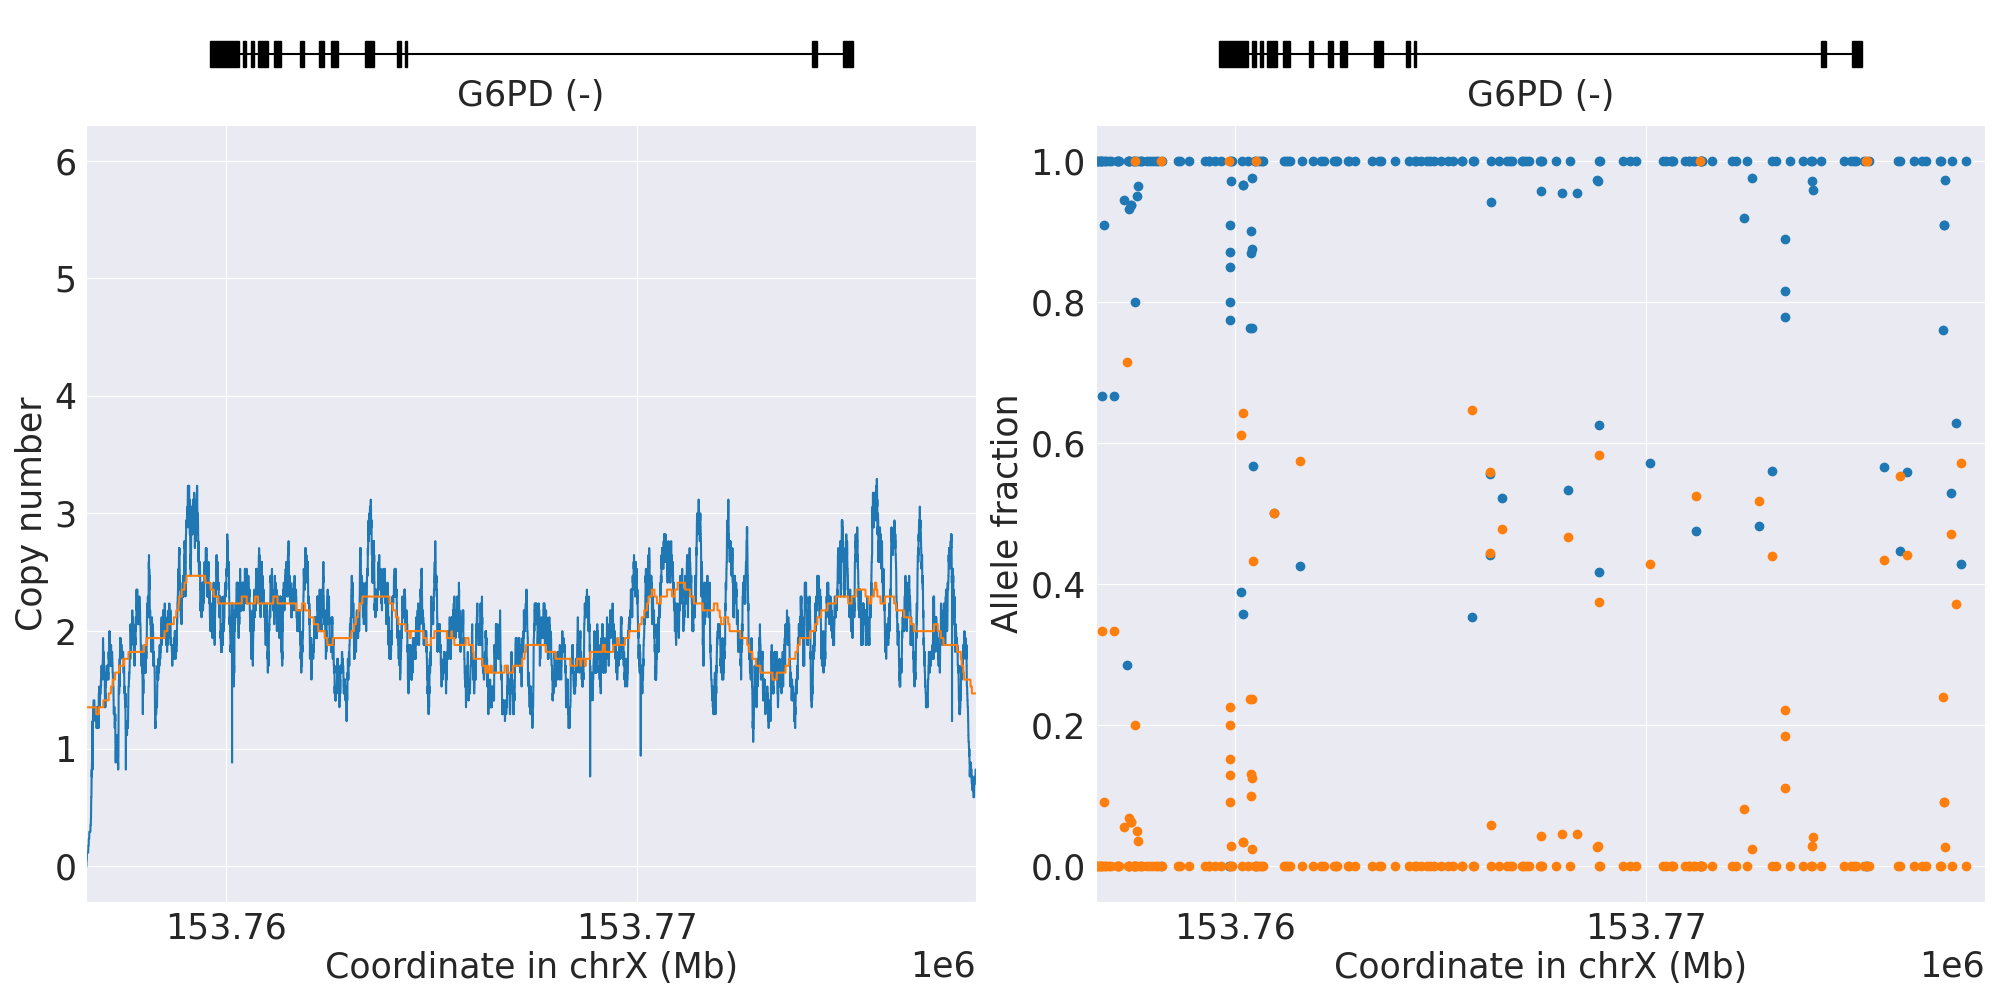 G6PD (-)
G6PD (-)
Copy number
6
5
4
3
2
1
0
153.76
153.77
Coordinate in chrX (Mb)
1e6
Allele fraction
1.0
0.8
0.6
0.4
0.2
0.0
153.76
153.77
Coordinate in chrX (Mb)
1e6